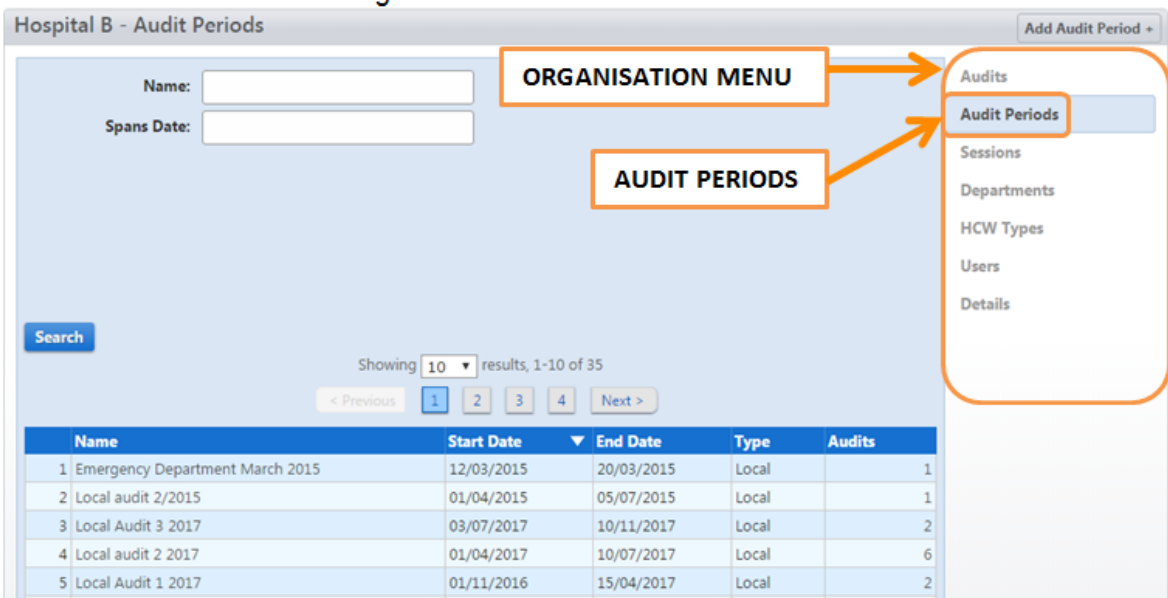 Hospital B - Audit Periods
Add Audit Period +
Name:
Spans Date:
ORGANISATION MENU
AUDIT PERIODS
Audits
Audit Periods
Sessions
Departments
HCW Types
Users
Details
Search
Showing 10 ▼ results, 1-10 of 35
< Previous 1 2 3 4 Next >
Name Start Date ▼ End Date Type Audits
1 Emergency Department March 2015 12/03/2015 20/03/2015 Local 1
2 Local audit 2/2015 01/04/2015 05/07/2015 Local 1
3 Local Audit 3 2017 03/07/2017 10/11/2017 Local 2
4 Local audit 2 2017 01/04/2017 10/07/2017 Local 6
5 Local Audit 1 2017 01/11/2016 15/04/2017 Local 2